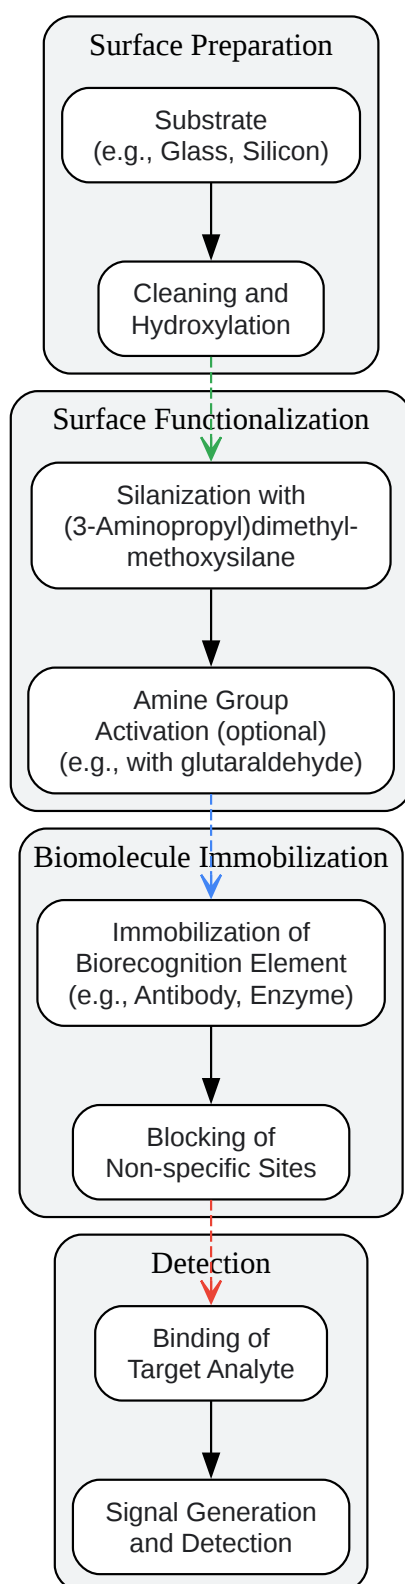 Surface Preparation
Substrate
(e.g., Glass, Silicon)
Cleaning and
Hydroxylation
Surface Functionalization
Silanization with
(3-Aminopropyl)dimethyl-
methoxysilane
Amine Group
Activation (optional)
(e.g., with glutaraldehyde)
Biomolecule Immobilization
Immobilization of
Biorecognition Element
(e.g., Antibody, Enzyme)
Blocking of
Non-specific Sites
Detection
Binding of
Target Analyte
Signal Generation
and Detection